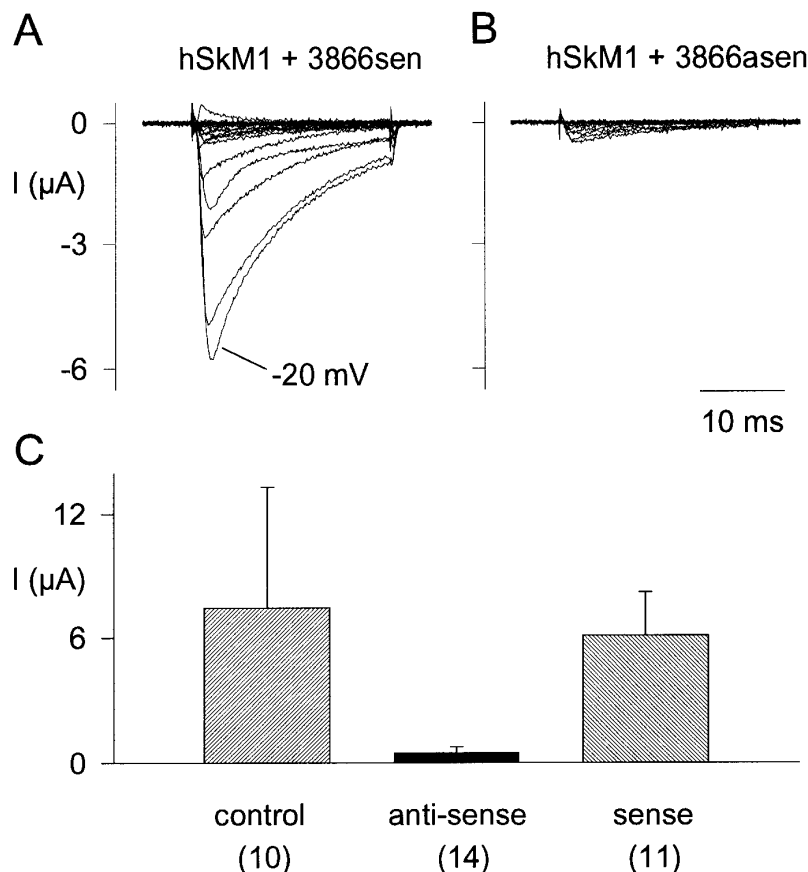 A
B
hSkM1 + 3866sen
hSkM1 + 3866asen
0
I (µA)
-3
-6
-20 mV
10 ms
C
12
I (µA)
6
0
control
anti-sense
sense
(10)
(14)
(11)